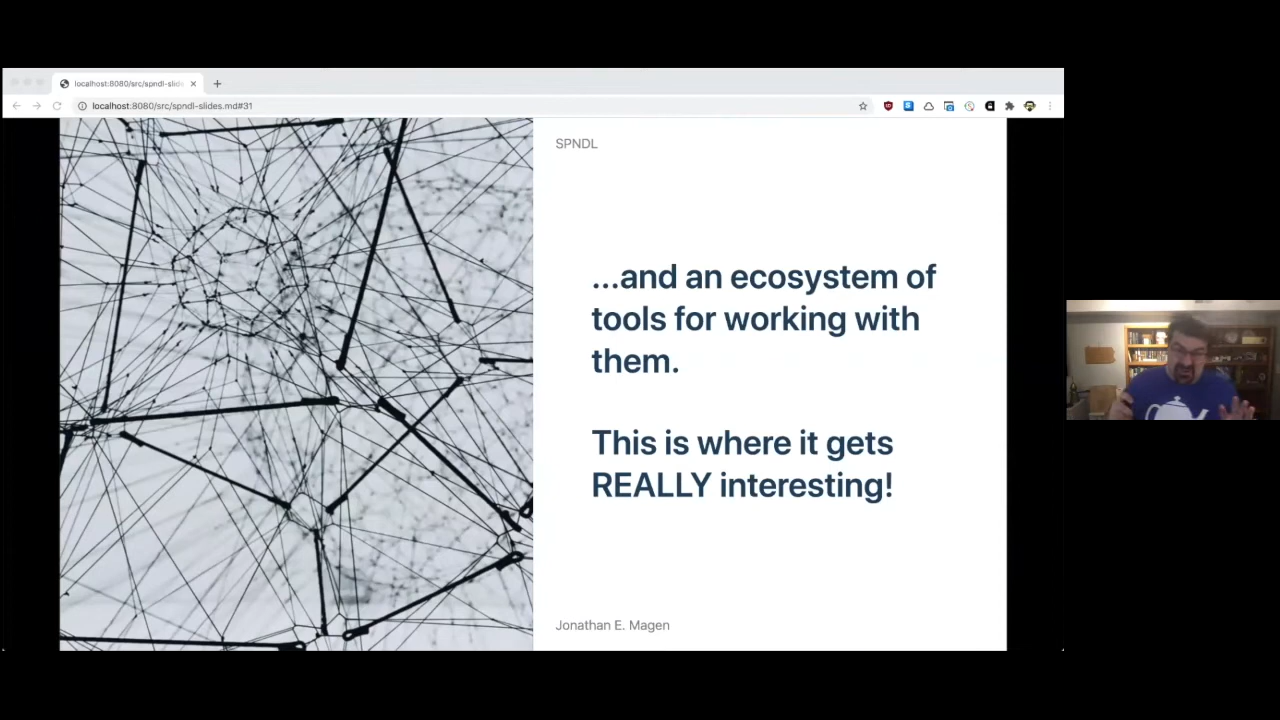 localhost:8080/src/spndl-slide
localhost:8080/src/spndl-slides.md#31
SPNDL
...and an ecosystem of
tools for working with
them.
This is where it gets
REALLY interesting!
Jonathan E. Magen